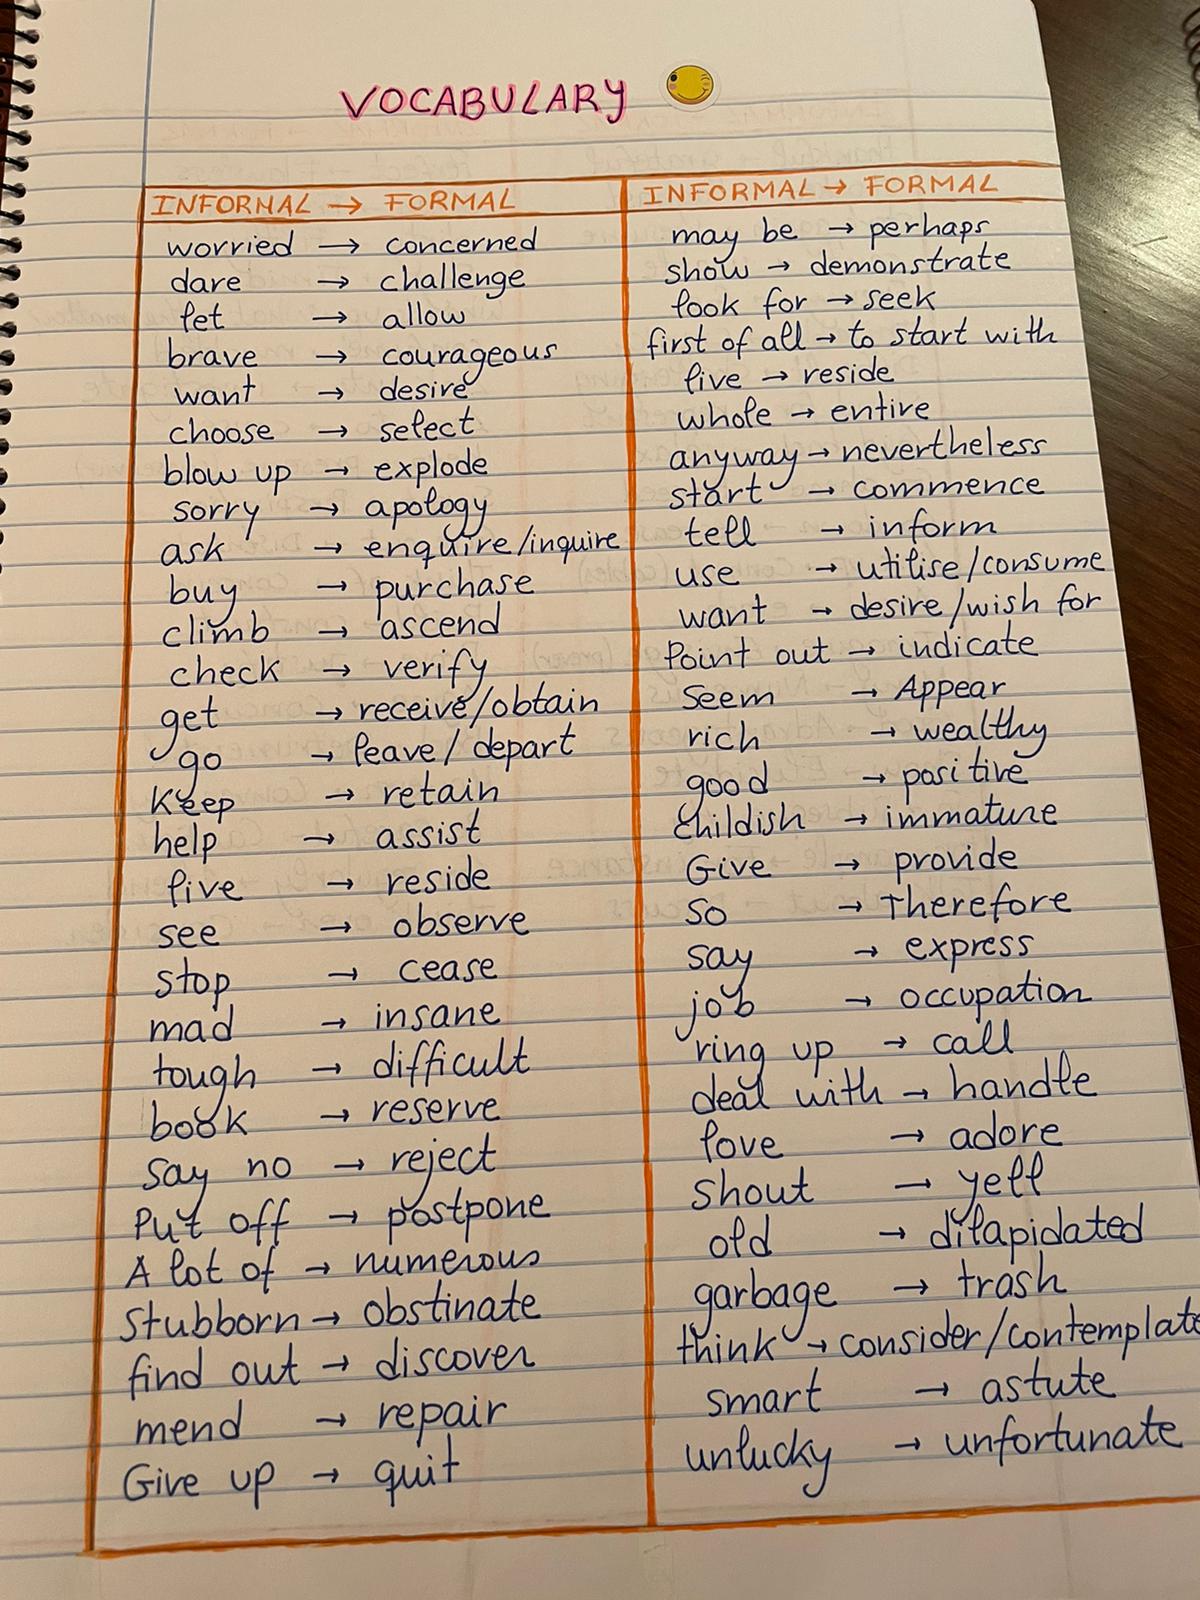 VOCABULARY
INFORMAL → FORMAL
worried → concerned
dare → challenge
let → allow
brave → courageous
want → desire
choose → select
blow up → explode
sorry → apology
ask → enquire/inquire
buy → purchase
climb → ascend
check → verify
get → receive/obtain
go → leave/depart
Keep → retain
help → assist
live → reside
see → observe
stop → cease
mad → insane
tough → difficult
book → reserve
Say no → reject
Put off → postpone
A lot of → numerous
Stubborn → obstinate
find out → discover
mend → repair
Give up → quit
INFORMAL → FORMAL
may be → perhaps
show → demonstrate
look for → seek
first of all → to start with
live → reside
whole → entire
anyway → nevertheless
start → commence
tell → inform
use → utilise/consume
want → desire/wish for
Point out → indicate
Seem → Appear
rich → wealthy
good → positive
childish → immature
Give → provide
So → Therefore
say → express
job → occupation
ring up → call
deal with → handle
love → adore
Shout → yell
old → dilapidated
garbage → trash
think → consider/contemplate
smart → astute
unlucky → unfortunate